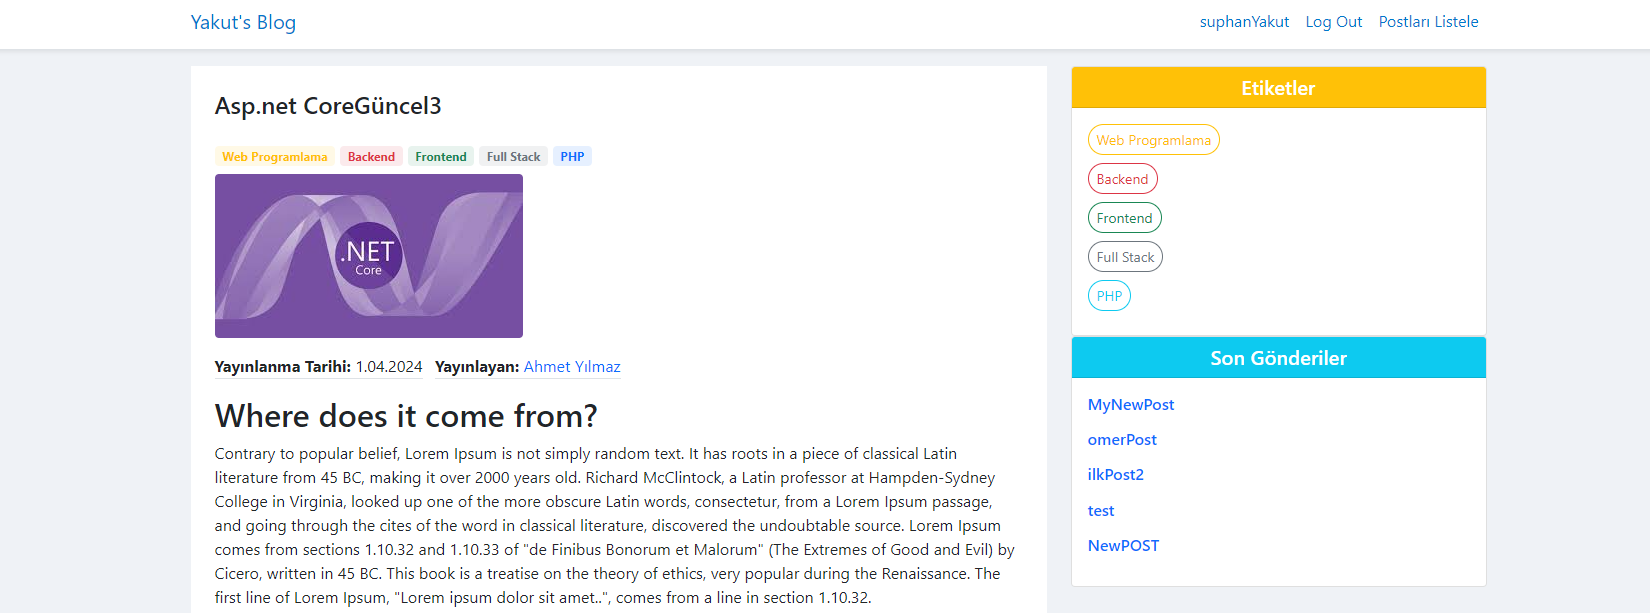 Yakut's Blog
suphanYakut Log Out Postları Listele
Asp.net CoreGüncel3
Web Programlama Backend Frontend Full Stack PHP
.NET
Core
Yayınlanma Tarihi: 1.04.2024 Yayınlayan: Ahmet Yılmaz
Where does it come from?
Contrary to popular belief, Lorem Ipsum is not simply random text. It has roots in a piece of classical Latin
literature from 45 BC, making it over 2000 years old. Richard McClintock, a Latin professor at Hampden-Sydney
College in Virginia, looked up one of the more obscure Latin words, consectetur, from a Lorem Ipsum passage,
and going through the cites of the word in classical literature, discovered the undoubtable source. Lorem Ipsum
comes from sections 1.10.32 and 1.10.33 of "de Finibus Bonorum et Malorum" (The Extremes of Good and Evil) by
Cicero, written in 45 BC. This book is a treatise on the theory of ethics, very popular during the Renaissance. The
first line of Lorem Ipsum, "Lorem ipsum dolor sit amet..", comes from a line in section 1.10.32.
Etiketler
Web Programlama
Backend
Frontend
Full Stack
PHP
Son Gönderiler
MyNewPost
omerPost
ilkPost2
test
NewPOST